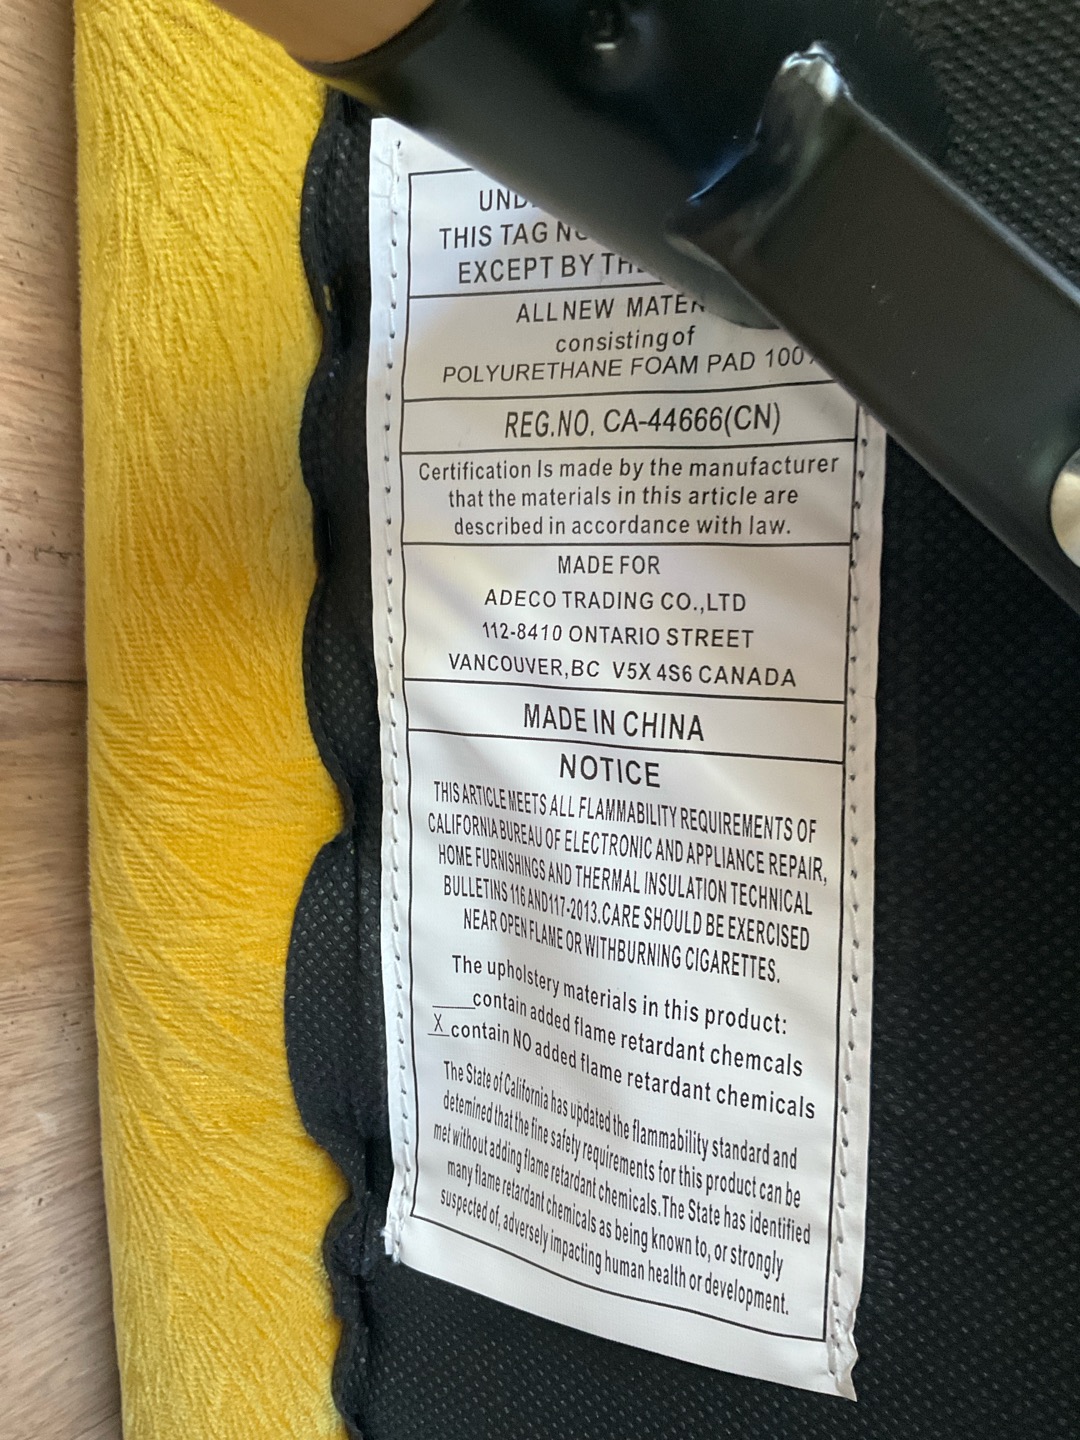 THIS TAG
EXCEPT BY
ALL NEW
consisting of
POLYURETHANE FOAM PAD
REG.NO. CA-44666(CN)
Certification Is made by the manufacturer
that the materials in this article are
described in accordance with law.
MADE FOR
ADECO TRADING CO.,LTD
112-8410 ONTARIO STREET
VANCOUVER,BC V5X 4S6 CANADA
MADE IN CHINA
NOTICE
THIS ARTICLE MEETS ALL FLAMMABILITY REQUIREMENTS OF
CALIFORNIA BUREAU OF ELECTRONIC AND APPLIANCE REPAIR,
HOME FURNISHINGS AND THERMAL INSULATION TECHNICAL
BULLETINS 116 AND117-2013.CARE SHOULD BE EXERCISED
NEAR OPEN FLAME OR WITHBURNING CIGARETTES.
The upholstery materials in this product:
____contain added flame retardant chemcals
_X_contain NO added flame retardant chemicals
The State of California has updated the flammability standard and
detemined that the fine safety requirements for this product can be
met without adding flame retardant chemicals.The State has identified
many flame retardant chemicals as being known to, or strongly
suspected of, adversely impacting human health or development.